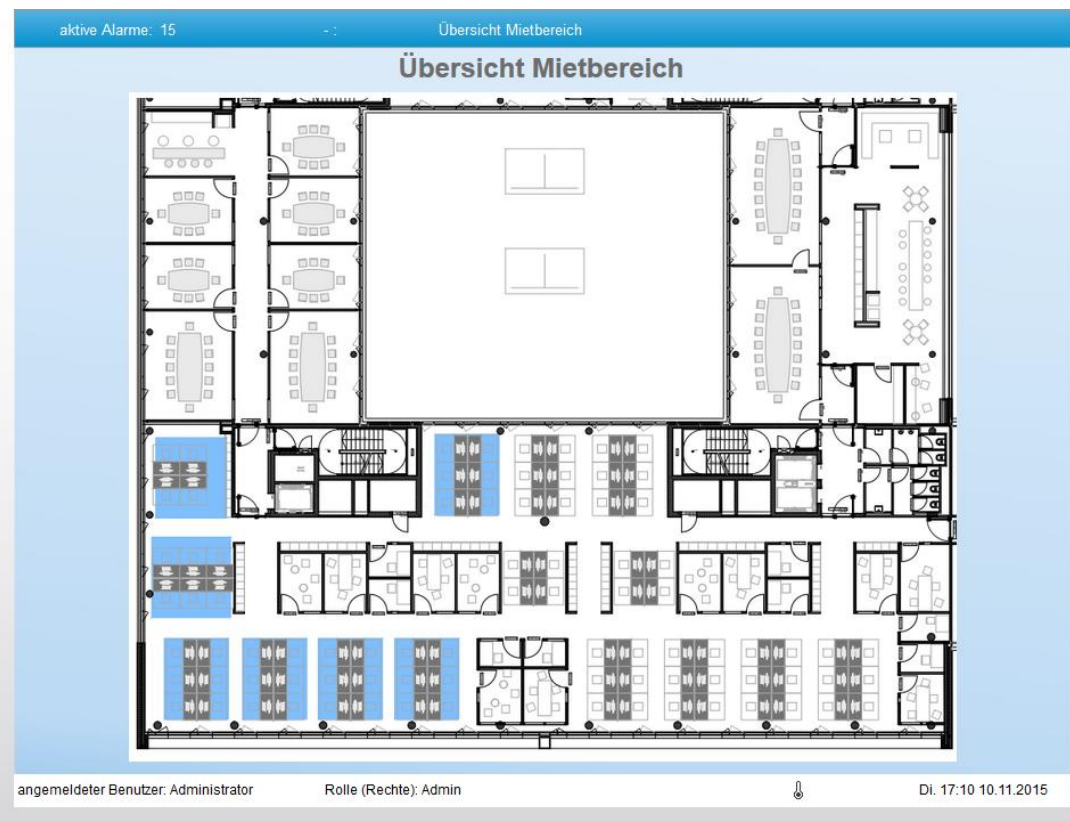 aktive Alarme: 15 - : Übersicht Mietbereich
Übersicht Mietbereich
angemeldeter Benutzer: Administrator Rolle (Rechte): Admin Di. 17:10 10.11.2015